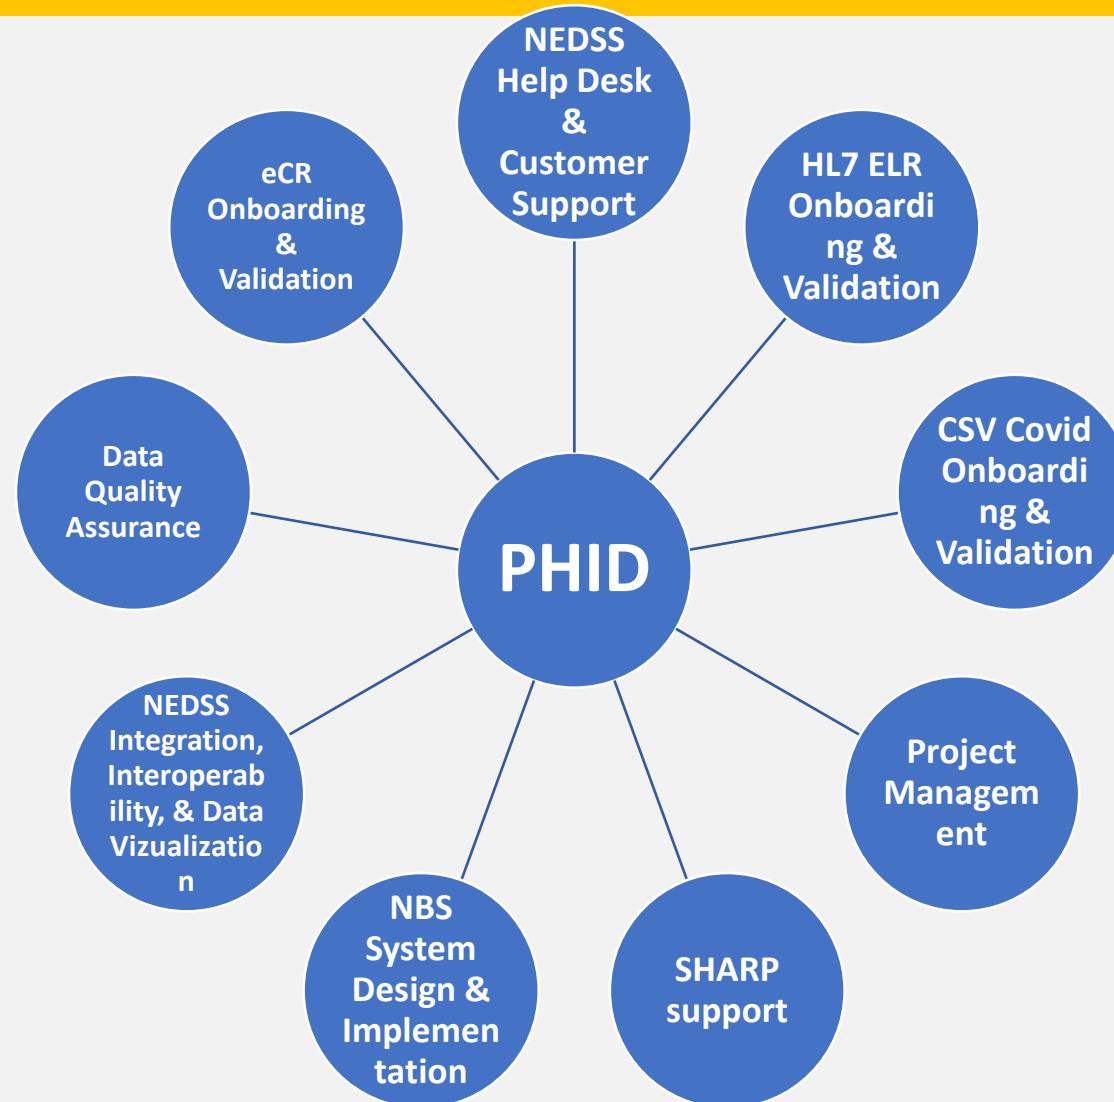 NEDSS
Help Desk
&
Customer
Support
HL7 ELR
Onboardi
ng &
Validation
CSV Covid
Onboardi
ng &
Validation
Project
Managem
ent
SHARP
support
NBS
System
Design &
Implemen
tation
NEDSS
Integration,
Interoperab
ility, & Data
Vizualizatio
n
Data
Quality
Assurance
eCR
Onboarding
&
Validation
PHID